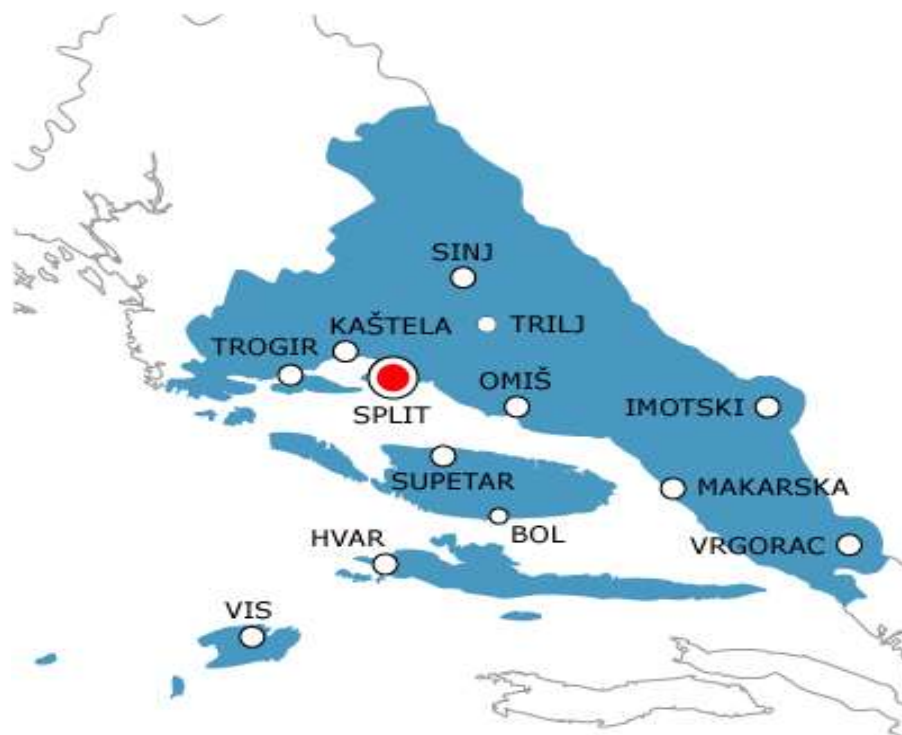 SINJ
KAŠTELA
TRILJ
TROGIR
OMIŠ
SPLIT
IMOTSKI
SUPETAR
MAKARSKA
HVAR
BOL
VRGORAC
VIS